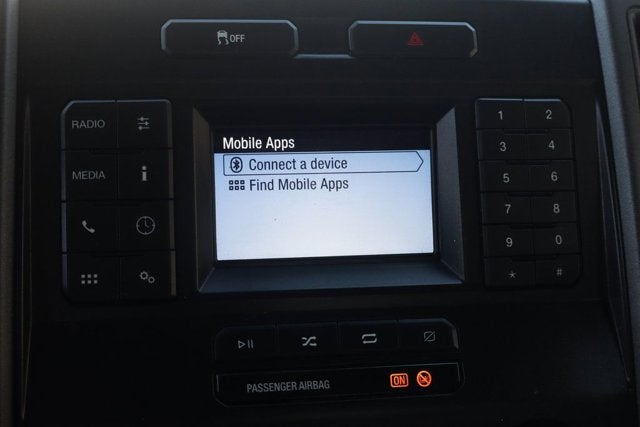 OFF
RADIO
MEDIA
Mobile Apps
Connect a device
Find Mobile Apps
1 2
3 4
5 6
7 8
9 0
* #
PASSENGER AIRBAG ON